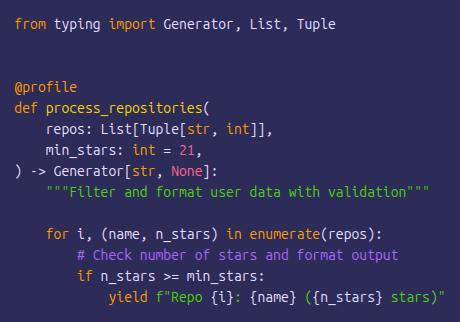 from typing import Generator, List, Tuple
@profile
def process_repositories(
    repos: List[Tuple[str, int]],
    min_stars: int = 21,
) -> Generator[str, None]:
    """Filter and format user data with validation"""
    for i, (name, n_stars) in enumerate(repos):
        # Check number of stars and format output
        if n_stars >= min_stars:
            yield f"Repo {i}: {name} ({n_stars} stars)"